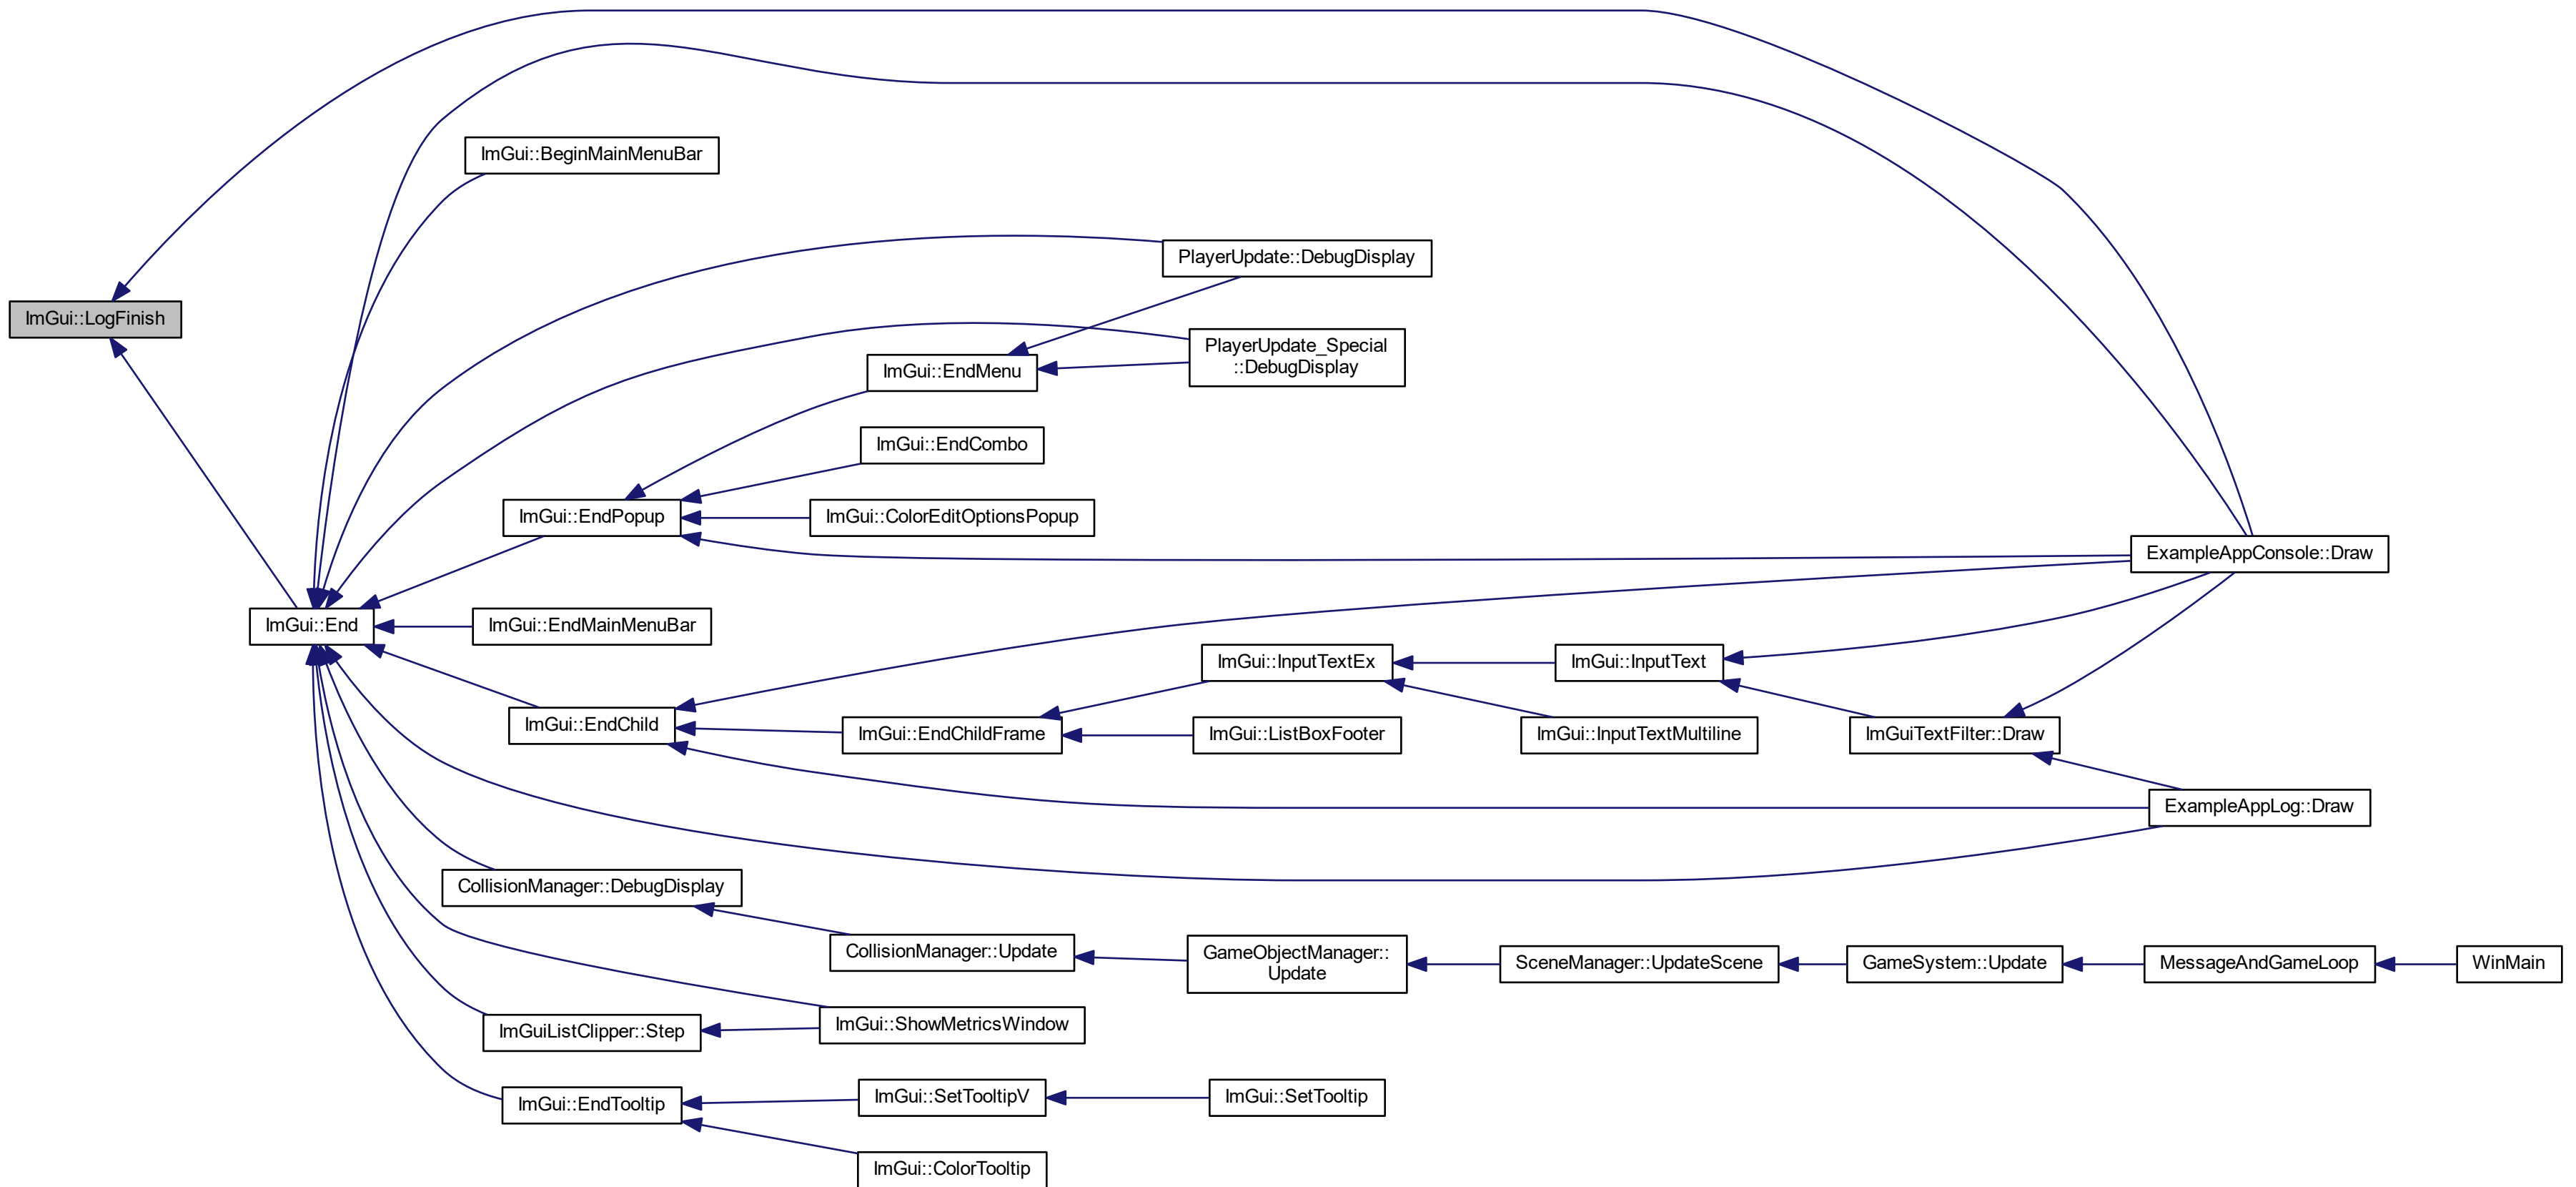 ImGui::LogFinish
ImGui::End
ImGui::BeginMainMenuBar
PlayerUpdate::DebugDisplay
PlayerUpdate_Special
::DebugDisplay
ImGui::EndMenu
ImGui::EndCombo
ImGui::EndPopup
ImGui::ColorEditOptionsPopup
ExampleAppConsole::Draw
ImGui::EndMainMenuBar
ImGui::InputTextEx
ImGui::InputText
ImGui::EndChild
ImGui::EndChildFrame
ImGui::ListBoxFooter
ImGui::InputTextMultiline
ImGuiTextFilter::Draw
ExampleAppLog::Draw
CollisionManager::DebugDisplay
CollisionManager::Update
GameObjectManager::
Update
SceneManager::UpdateScene
GameSystem::Update
MessageAndGameLoop
WinMain
ImGuiListClipper::Step
ImGui::ShowMetricsWindow
ImGui::EndTooltip
ImGui::SetTooltipV
ImGui::SetTooltip
ImGui::ColorTooltip